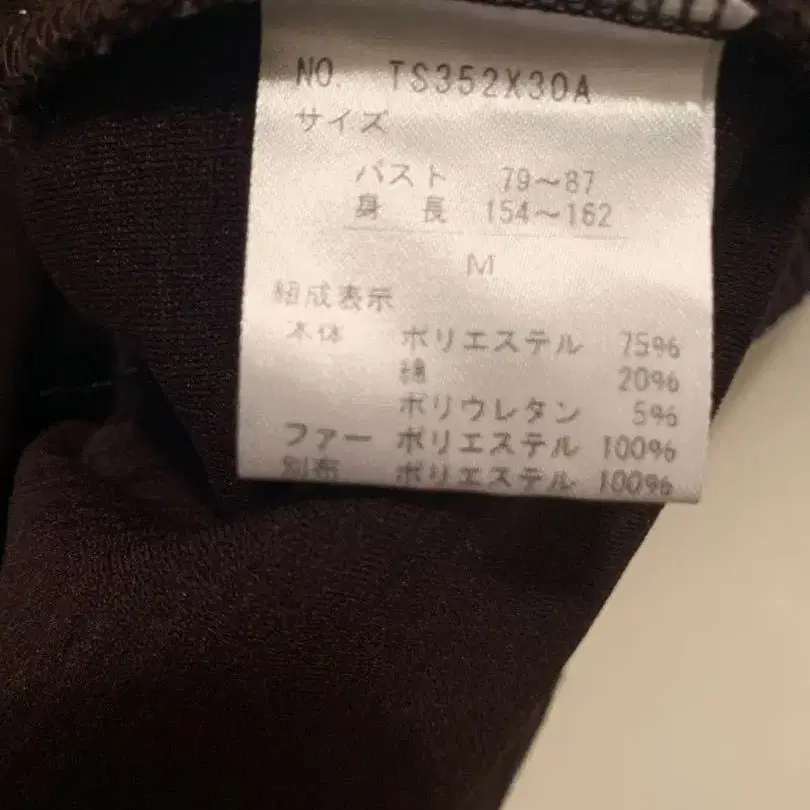 NO. TS352X30A
サイズ
バスト 79～87
身長 154～162
M
組成表示
本体 ポリエステル 75%
綿 20%
ポリウレタン 5%
ファー ポリエステル 100%
別布 ポリエステル 100%